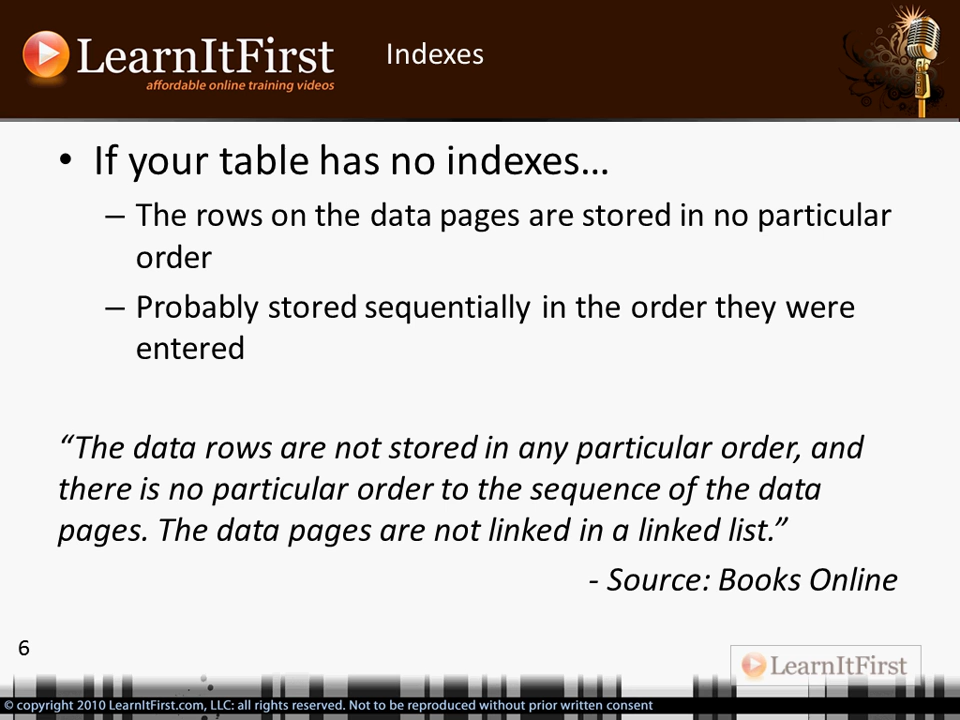 LearnItFirst
affordable online training videos
Indexes
• If your table has no indexes…
– The rows on the data pages are stored in no particular
order
– Probably stored sequentially in the order they were
entered
“The data rows are not stored in any particular order, and
there is no particular order to the sequence of the data
pages. The data pages are not linked in a linked list.”
- Source: Books Online
6
LearnItFirst
© copyright 2010 LearnItFirst.com, LLC: all rights reserved. Not to be reproduced without prior written consent